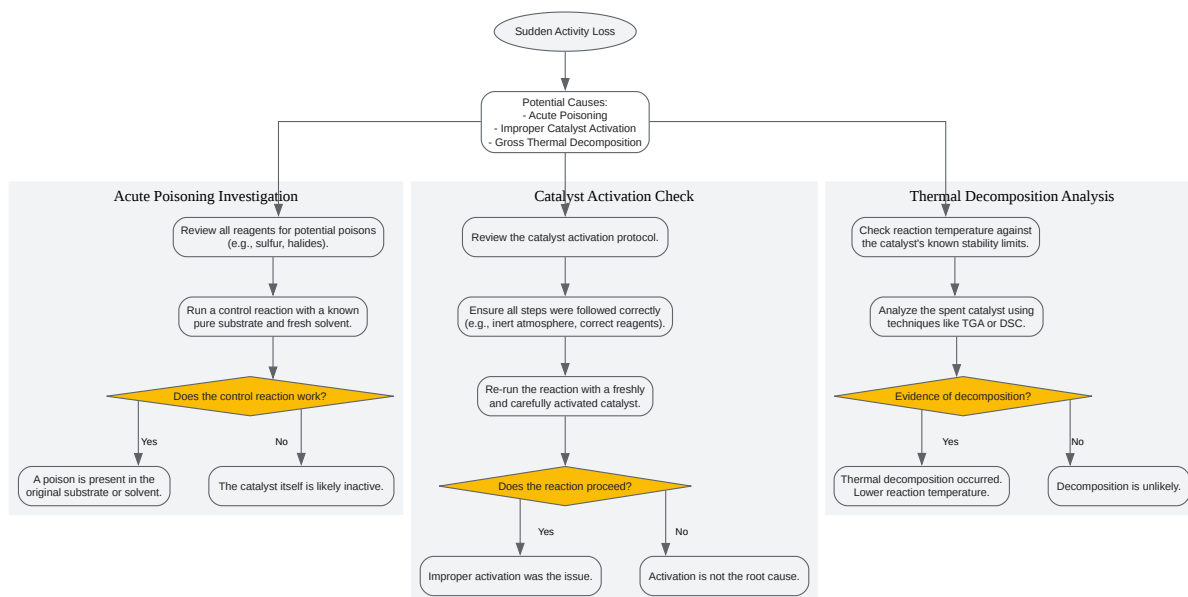 Sudden Activity Loss
Potential Causes:
- Acute Poisoning
- Improper Catalyst Activation
- Gross Thermal Decomposition
Acute Poisoning Investigation
Review all reagents for potential poisons
(e.g., sulfur, halides).
Run a control reaction with a known
pure substrate and fresh solvent.
Does the control reaction work?
Yes
No
A poison is present in the
original substrate or solvent.
The catalyst itself is likely inactive.
Catalyst Activation Check
Review the catalyst activation protocol.
Ensure all steps were followed correctly
(e.g., inert atmosphere, correct reagents).
Re-run the reaction with a freshly
and carefully activated catalyst.
Does the reaction proceed?
Yes
No
Improper activation was the issue.
Activation is not the root cause.
Thermal Decomposition Analysis
Check reaction temperature against
the catalyst's known stability limits.
Analyze the spent catalyst using
techniques like TGA or DSC.
Evidence of decomposition?
Yes
No
Thermal decomposition occurred.
Lower reaction temperature.
Decomposition is unlikely.